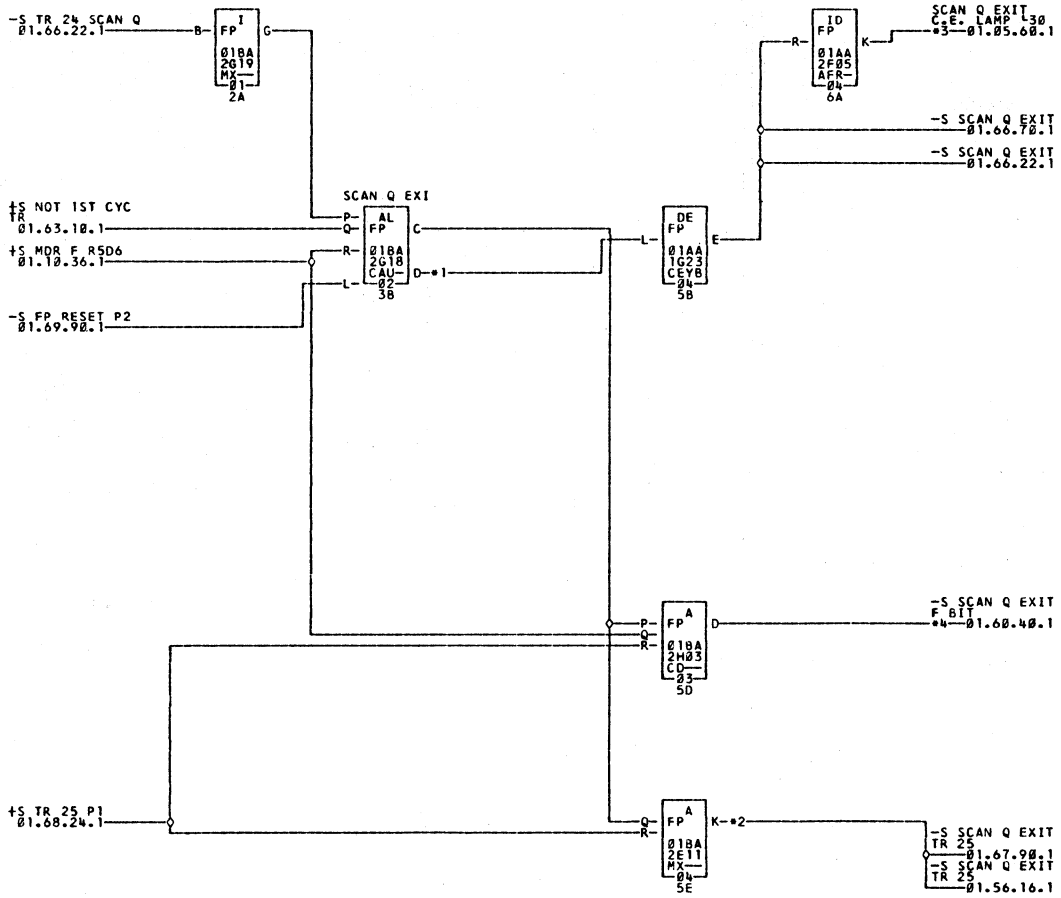 -S TR 24 SCAN Q
01.66.22.1
B
I
FP
01BA
2G19
MX
01
2A
G
R
ID
FP
01AA
2F05
AFR-
04
6A
K
SCAN Q EXIT
C.E. LAMP L30
*3 01.05.60.1
-S SCAN Q EXIT
01.66.70.1
-S SCAN Q EXIT
01.66.22.1
SCAN Q EXI
+S NOT 1ST CYC
TR
01.63.10.1
+S MDR F R5D6
01.10.36.1
-S FP RESET P2
01.69.90.1
P
Q
R
L
AL
FP
01BA
2G18
CAU-
02
3B
C
D *1
L
DE
FP
01AA
1G23
CEYB
04
5B
E
P
Q
R
A
FP
01BA
2H03
CD
03
5D
D
-S SCAN Q EXIT
F BIT
*4 01.60.40.1
+S TR 25 P1
01.68.24.1
Q
R
A
FP
01BA
2E11
MX
04
5E
K *2
-S SCAN Q EXIT
TR 25
01.67.90.1
-S SCAN Q EXIT
TR 25
01.56.16.1